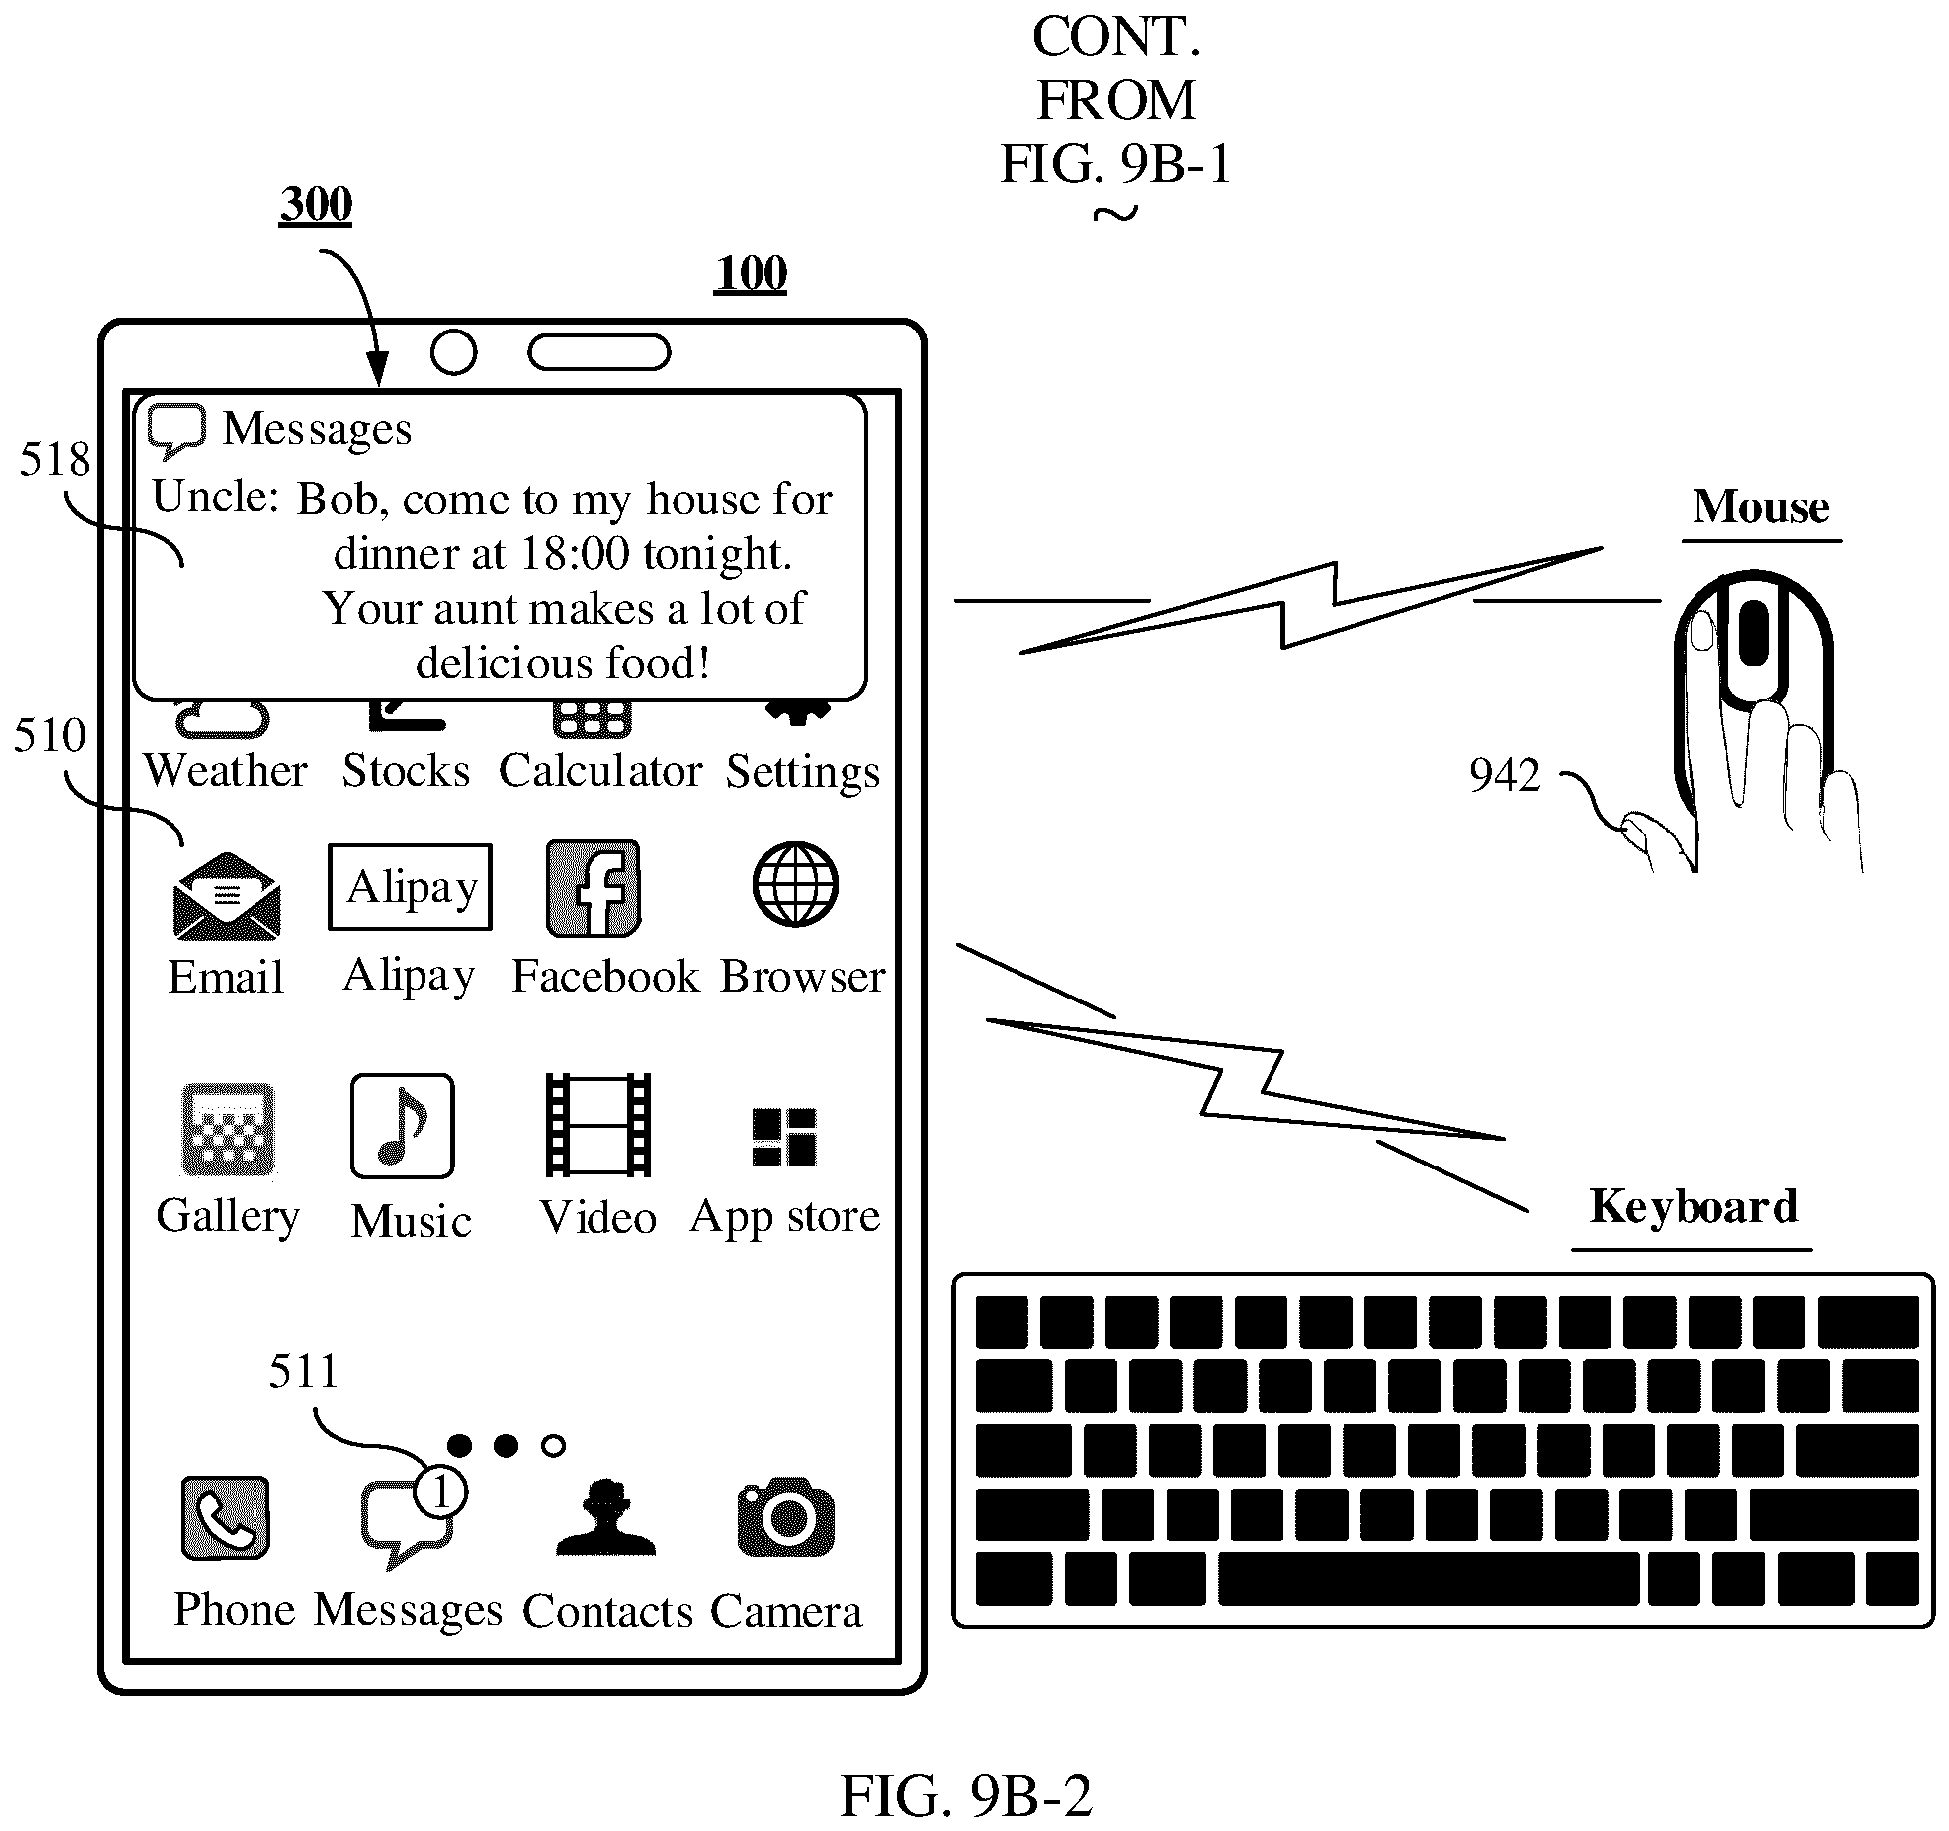 CONT.
FROM
FIG. 9B-1
~
300
100
Messages
518
Uncle: Bob, come to my house for
dinner at 18:00 tonight.
Your aunt makes a lot of
delicious food!
Mouse
510
Weather Stocks Calculator Settings
942
Alipay
Email Alipay Facebook Browser
Gallery Music Video App store
Keyboard
511
1
Phone Messages Contacts Camera
FIG. 9B-2